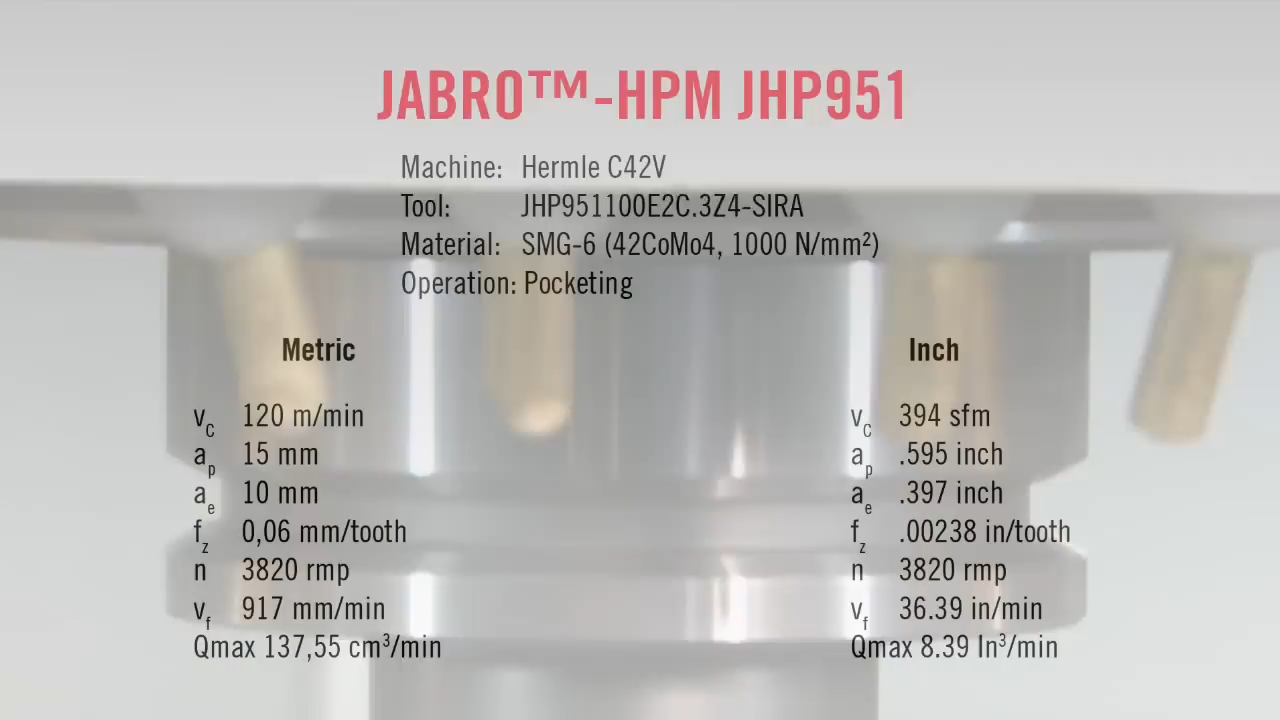 JABRO™-HPM JHP951
Machine: Hermle C42V
Tool: JHP951100E2C.3Z4-SIRA
Material: SMG-6 (42CoMo4, 1000 N/mm²)
Operation: Pocketing
Metric
vC 120 m/min
ap 15 mm
ae 10 mm
fz 0,06 mm/tooth
n 3820 rmp
vf 917 mm/min
Qmax 137,55 cm³/min
Inch
vC 394 sfm
ap .595 inch
ae .397 inch
fz .00238 in/tooth
n 3820 rmp
vf 36.39 in/min
Qmax 8.39 In³/min